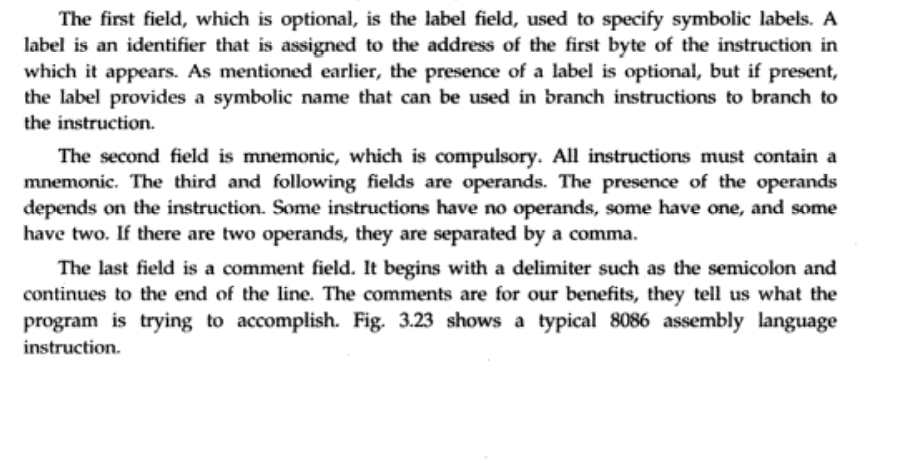 The first field, which is optional, is the label field, used to specify symbolic labels. A
label is an identifier that is assigned to the address of the first byte of the instruction in
which it appears. As mentioned earlier, the presence of a label is optional, but if present,
the label provides a symbolic name that can be used in branch instructions to branch to
the instruction.
The second field is mnemonic, which is compulsory. All instructions must contain a
mnemonic. The third and following fields are operands. The presence of the operands
depends on the instruction. Some instructions have no operands, some have one, and some
have two. If there are two operands, they are separated by a comma.
The last field is a comment field. It begins with a delimiter such as the semicolon and
continues to the end of the line. The comments are for our benefits, they tell us what the
program is trying to accomplish. Fig. 3.23 shows a typical 8086 assembly language
instruction.